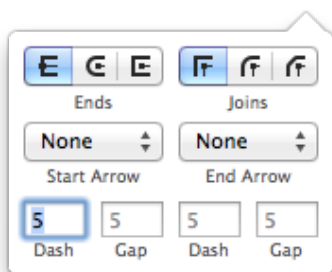 Ends Joins
None None
Start Arrow End Arrow
5 5 5 5
Dash Gap Dash Gap